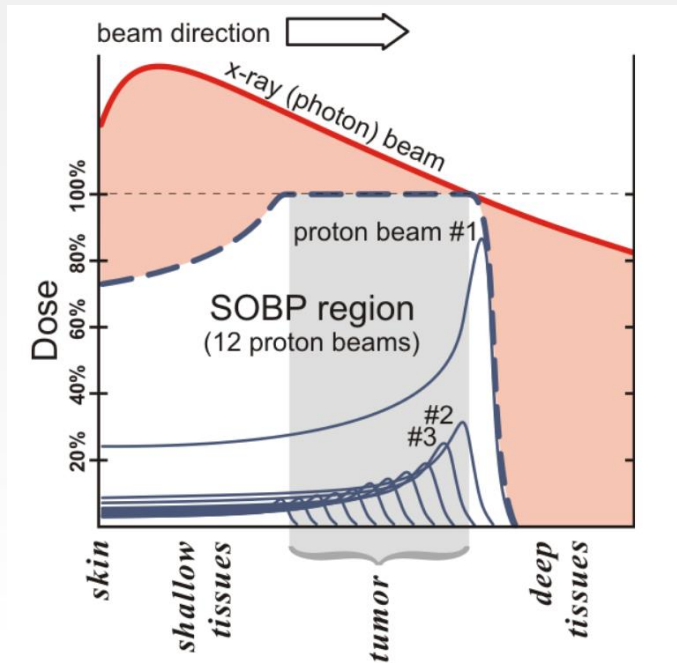 beam direction
x-ray (photon) beam
100%
80%
60%
40%
20%
Dose
proton beam #1
SOBP region
(12 proton beams)
#2
#3
skin
shallow
tissues
tumor
deep
tissues